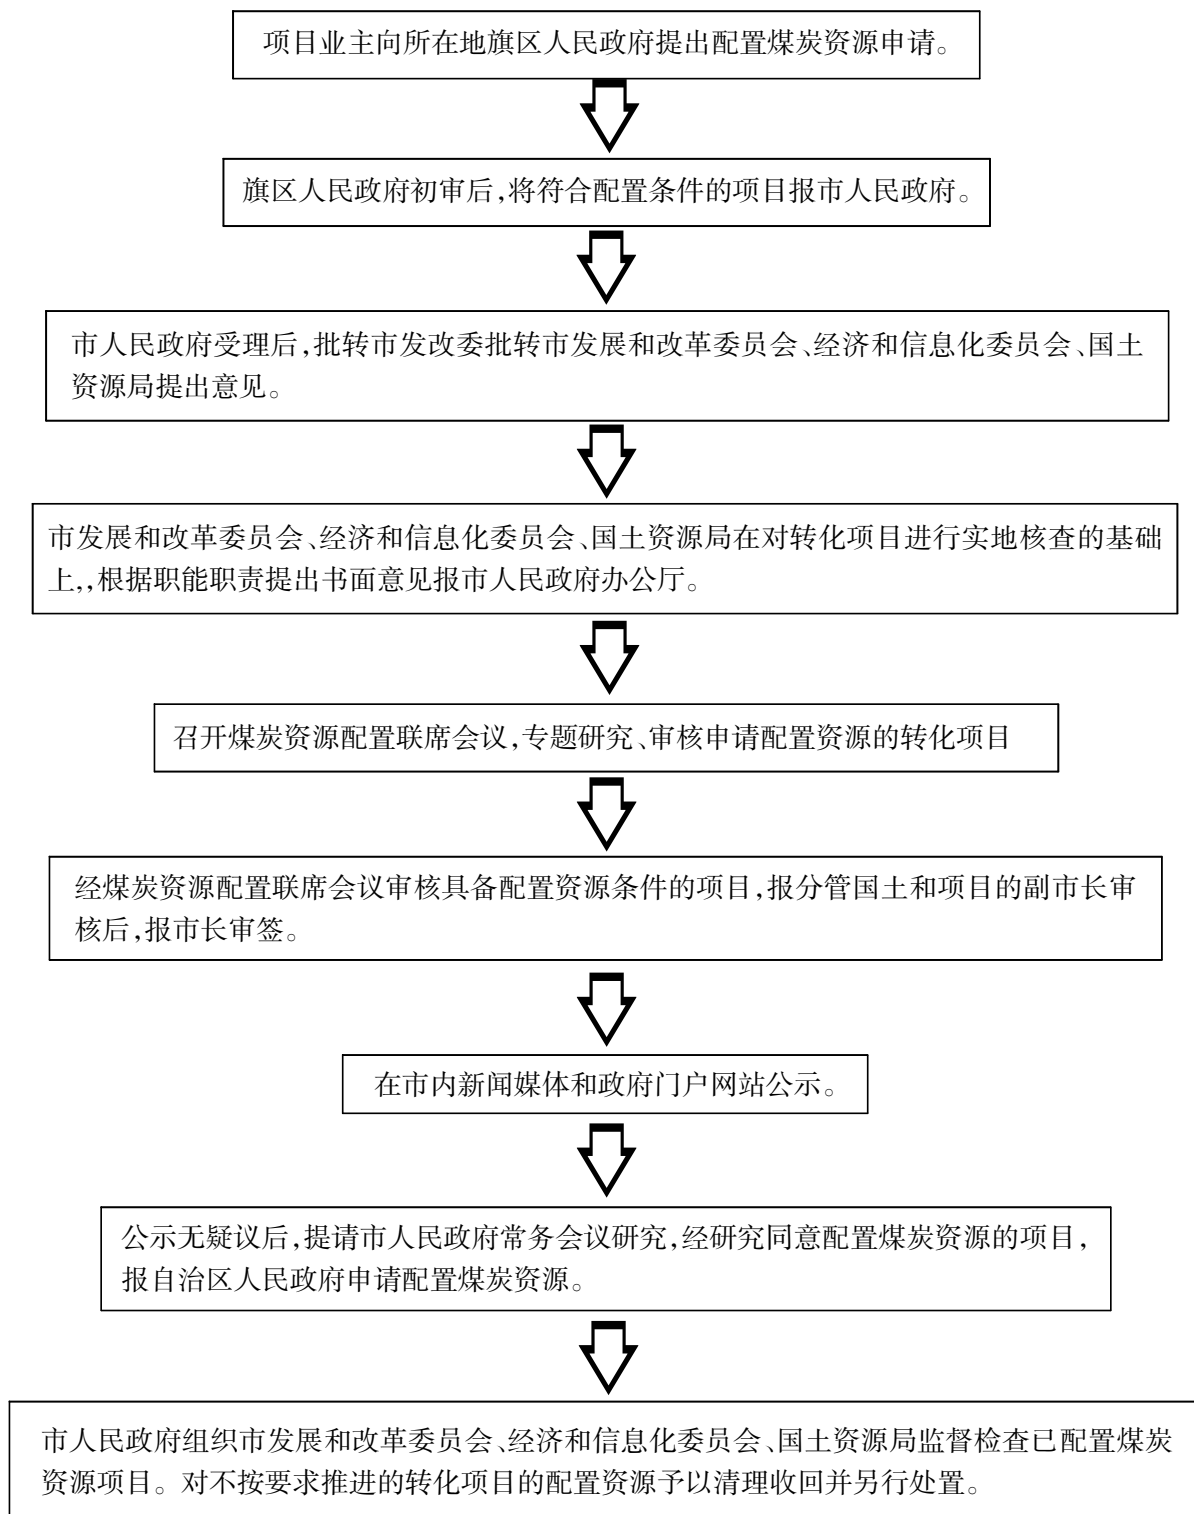 项目业主向所在地旗区人民政府提出配置煤炭资源申请。
旗区人民政府初审后,将符合配置条件的项目报市人民政府。
市人民政府受理后,批转市发改委批转市发展和改革委员会、经济和信息化委员会、国土
资源局提出意见。
市发展和改革委员会、经济和信息化委员会、国土资源局在对转化项目进行实地核查的基础
上,,根据职能职责提出书面意见报市人民政府办公厅。
召开煤炭资源配置联席会议,专题研究、审核申请配置资源的转化项目
经煤炭资源配置联席会议审核具备配置资源条件的项目,报分管国土和项目的副市长审
核后,报市长审签。
在市内新闻媒体和政府门户网站公示。
公示无疑议后,提请市人民政府常务会议研究,经研究同意配置煤炭资源的项目,
报自治区人民政府申请配置煤炭资源。
市人民政府组织市发展和改革委员会、经济和信息化委员会、国土资源局监督检查已配置煤炭
资源项目。对不按要求推进的转化项目的配置资源予以清理收回并另行处置。